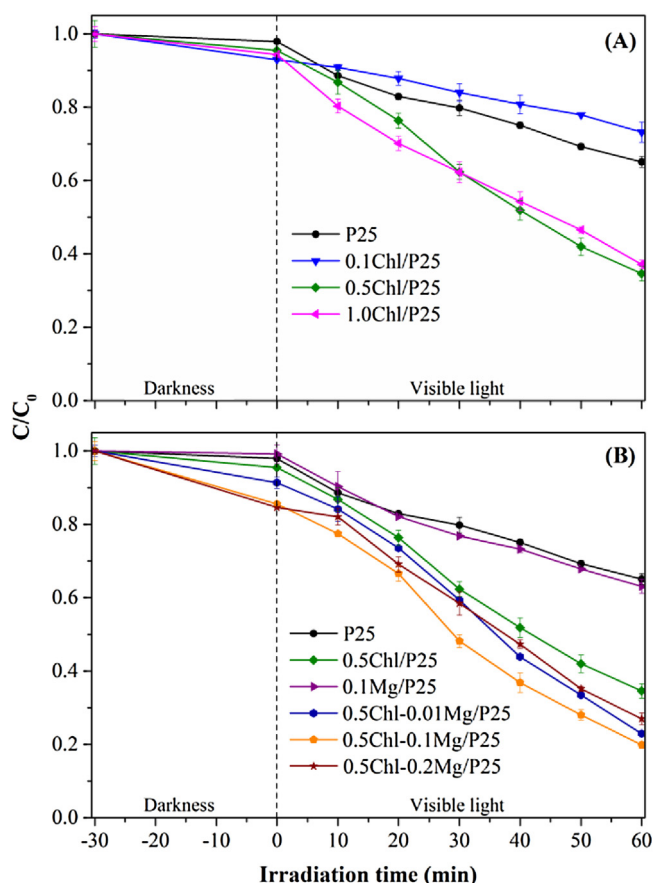 (A)
1.0
0.8
0.6
0.4
0.2
0.0
P25
0.1Chl/P25
0.5Chl/P25
1.0Chl/P25
Darkness
Visible light
C/C₀
(B)
1.0
0.8
0.6
0.4
0.2
0.0
P25
0.5Chl/P25
0.1Mg/P25
0.5Chl-0.01Mg/P25
0.5Chl-0.1Mg/P25
0.5Chl-0.2Mg/P25
Darkness
Visible light
-30 -20 -10 0 10 20 30 40 50 60
Irradiation time (min)